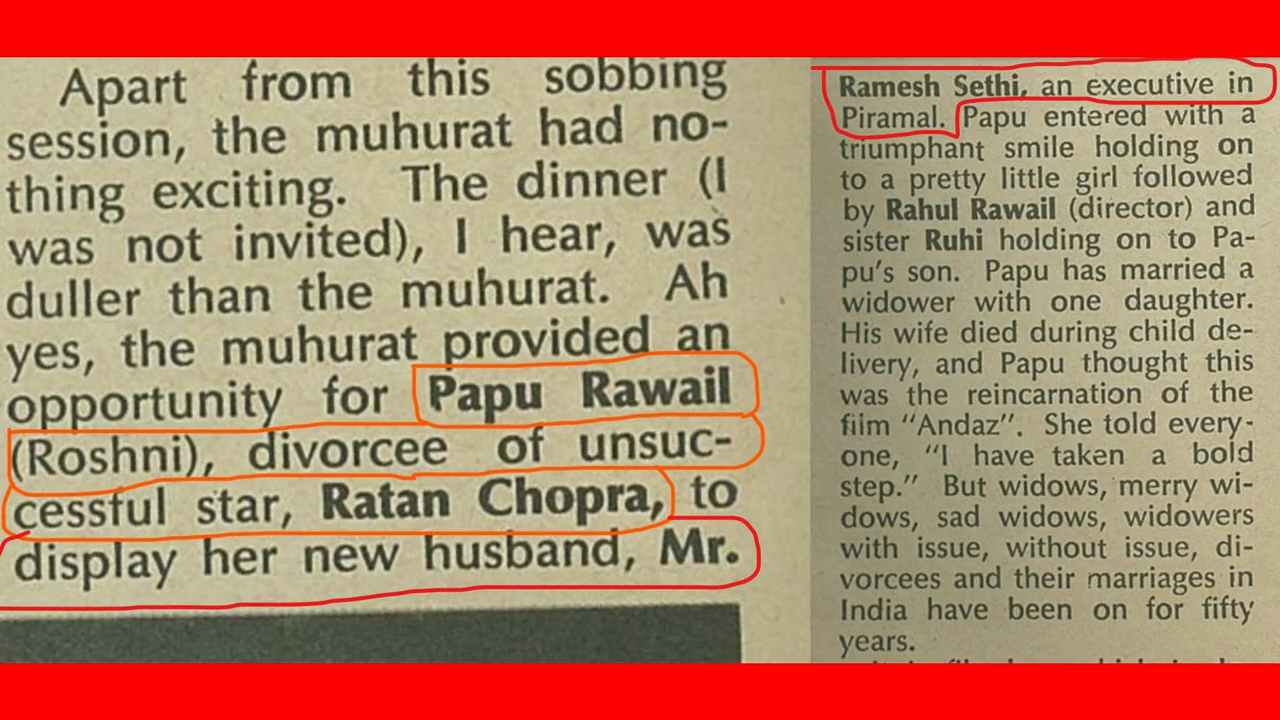 Apart from this sobbing
session, the muhurat had no-
thing exciting. The dinner (I
was not invited), I hear, was
duller than the muhurat. Ah
yes, the muhurat provided an
opportunity for Papu Rawail
(Roshni), divorcee of unsuc-
cessful star, Ratan Chopra, to
display her new husband, Mr.
Ramesh Sethi, an executive in
Piramal. Papu entered with a
triumphant smile holding on
to a pretty little girl followed
by Rahul Rawail (director) and
sister Ruhi holding on to Pa-
pu's son. Papu has married a
widower with one daughter.
His wife died during child de-
livery, and Papu thought this
was the reincarnation of the
film "Andaz". She told every-
one, "I have taken a bold
step." But widows, merry wi-
dows, sad widows, widowers
with issue, without issue, di-
vorcees and their marriages in
India have been on for fifty
years.